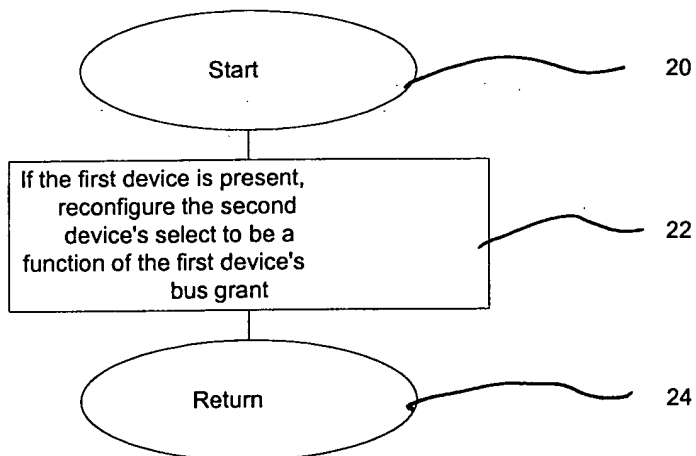 Start
20
If the first device is present,
reconfigure the second
device's select to be a
function of the first device's
bus grant
22
Return
24